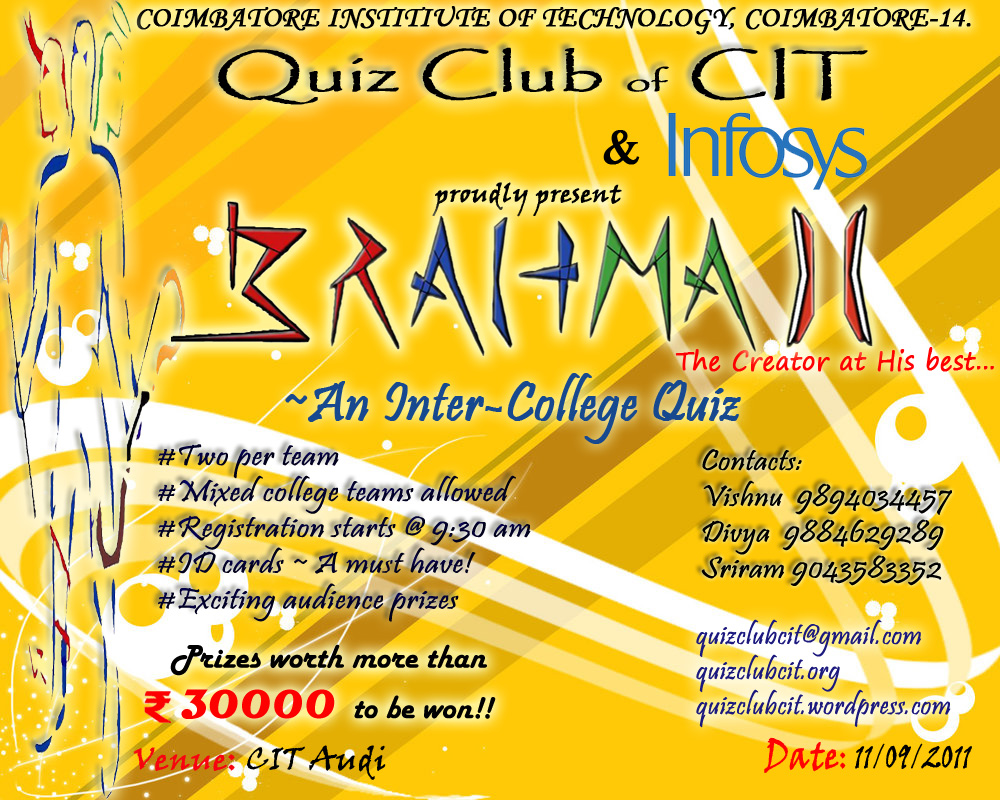 COIMBATORE INSTITIUTE OF TECHNOLOGY, COIMBATORE-14.
Quiz Club of CIT
& Infosys
proudly present
BRAHMA II
The Creator at His best...
~An Inter-College Quiz
#Two per team
#Mixed college teams allowed
#Registration starts @ 9:30 am
#ID cards ~ A must have!
#Exciting audience prizes
Contacts:
Vishnu 9894034457
Divya 9884629289
Sriram 9043583352
quizclubcit@gmail.com
quizclubcit.org
quizclubcit.wordpress.com
Prizes worth more than
₹ 30000 to be won!!
Venue: CIT Audi
Date: 11/09/2011